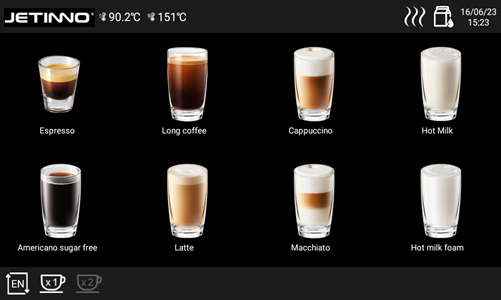 JETINNO® 90.2℃ 151℃ 16/06/23
15:23
Espresso Long coffee Cappuccino Hot Milk
Americano sugar free Latte Macchiato Hot milk foam
EN x1 x2